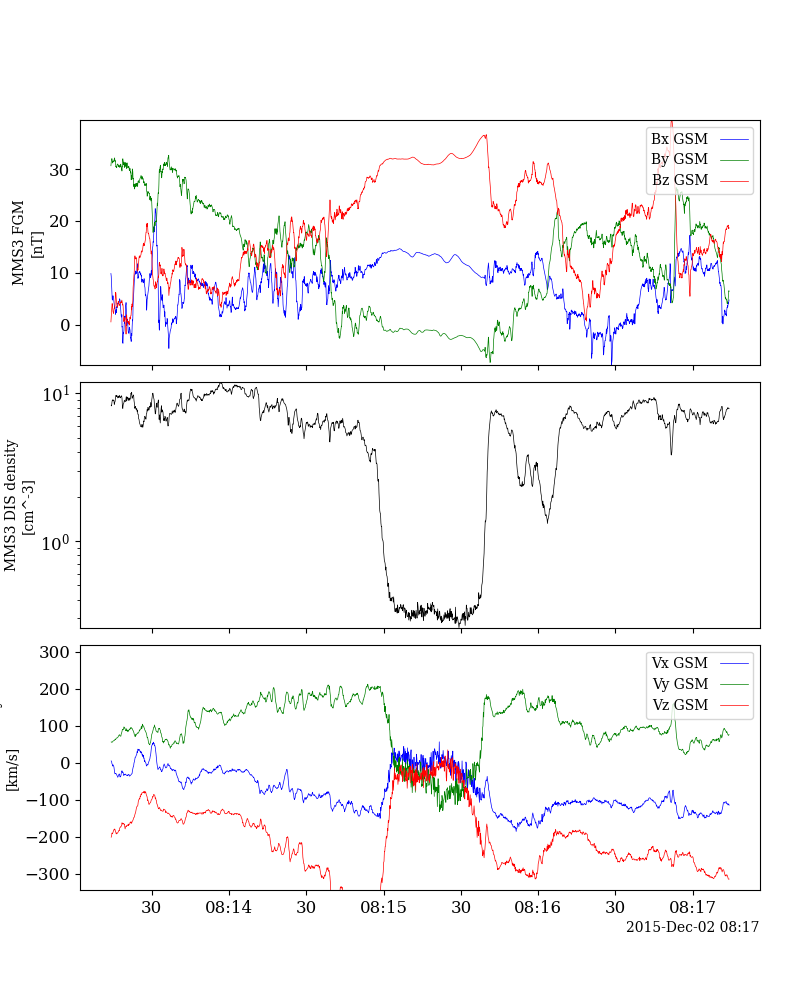 MMS3 FGM
[nT]
30
20
10
0
Bx GSM
By GSM
Bz GSM
MMS3 DIS density
[cm^-3]
10^1
10^0
[km/s]
300
200
100
0
−100
−200
−300
Vx GSM
Vy GSM
Vz GSM
30 08:14 30 08:15 30 08:16 30 08:17
2015-Dec-02 08:17